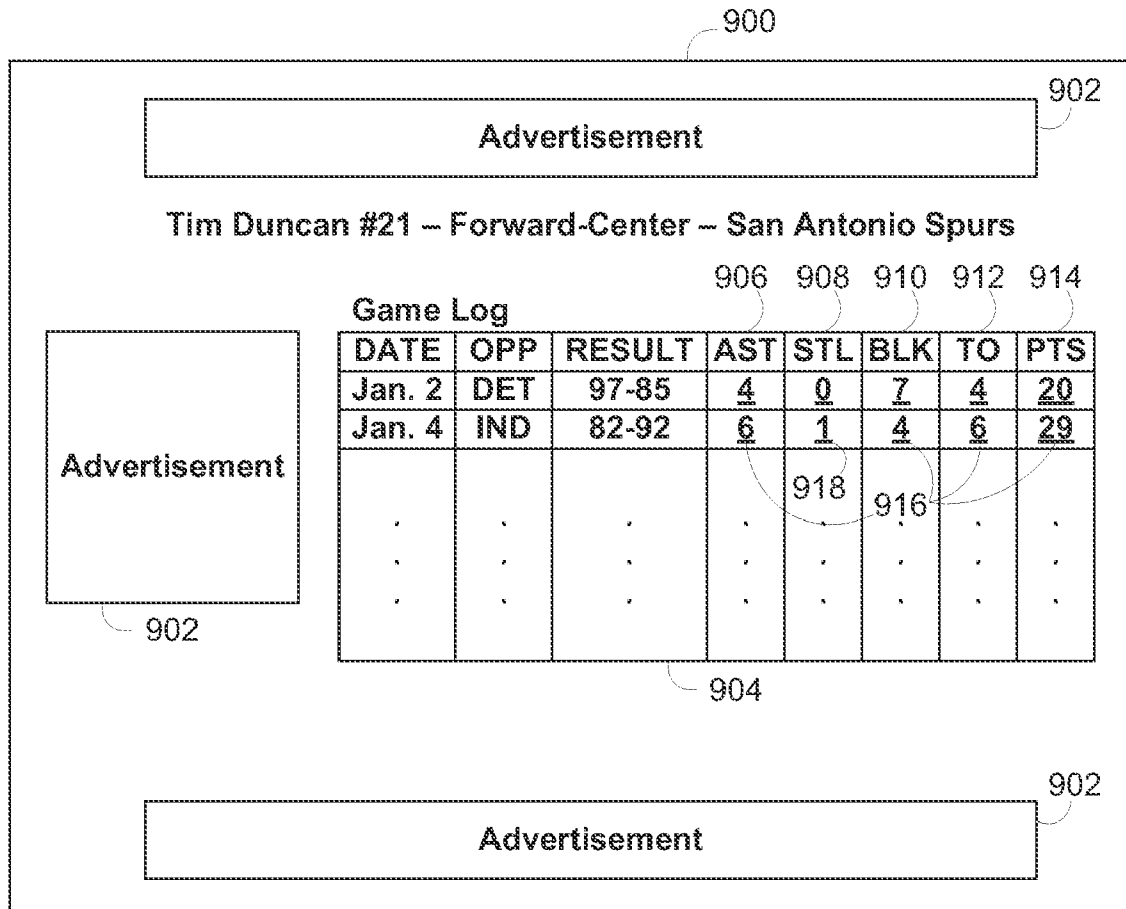 900
902
Advertisement
Tim Duncan #21 – Forward-Center – San Antonio Spurs
906 908 910 912 914
Game Log
DATE OPP RESULT AST STL BLK TO PTS
Jan. 2 DET 97-85 4 0 7 4 20
Jan. 4 IND 82-92 6 1 4 6 29
Advertisement
918
916
902
904
902
Advertisement